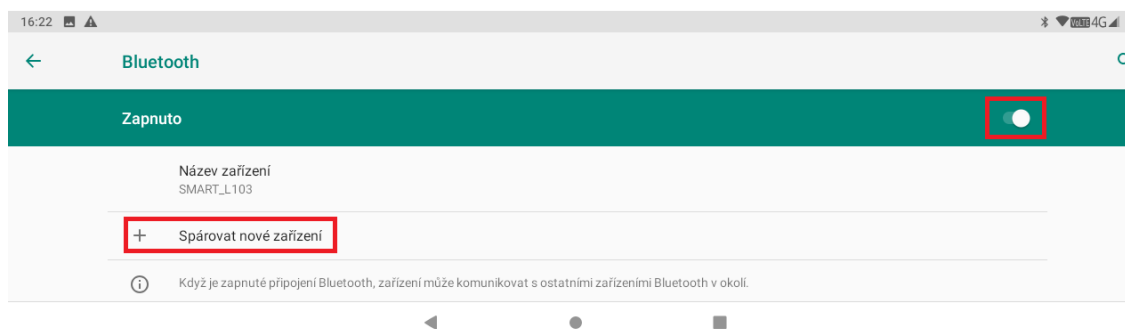 16:22 VoLTE 4G
Bluetooth
Zapnuto
Název zařízení
SMART_L103
Spárovat nové zařízení
Když je zapnuté připojení Bluetooth, zařízení může komunikovat s ostatními zařízeními Bluetooth v okolí.